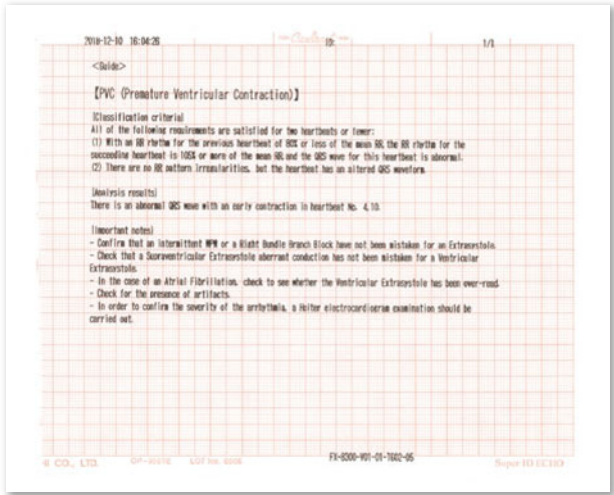 2018-12-10 16:04:26 ID: 1/1
<Guide>
【PVC (Premature Ventricular Contraction)】
[Classification criteria]
All of the following requirements are satisfied for two heartbeats or fewer:
(1) With an RR rhythm for the previous heartbeat of 80% or less of the mean RR, the RR rhythm for the
succeeding heartbeat is 105% or more of the mean RR, and the QRS wave for this heartbeat is abnormal.
(2) There are no RR pattern irregularities, but the heartbeat has an altered QRS waveform.
[Analysis results]
There is an abnormal QRS wave with an early contraction in heartbeat No. 4,10.
[Important notes]
- Confirm that an intermittent WPW or a Right Bundle Branch Block have not been mistaken for an Extrasystole.
- Check that a Supraventricular Extrasystole aberrant conduction has not been mistaken for a Ventricular
Extrasystole.
- In the case of an Atrial Fibrillation, check to see whether the Ventricular Extrasystole has been over-read.
- Check for the presence of artifacts.
- In order to confirm the severity of the arrhythmia, a Holter electrocardiogram examination should be
carried out.
CO., LTD. LOT No. FX-8300-V01-01-TG02-05 Super HD ECHO